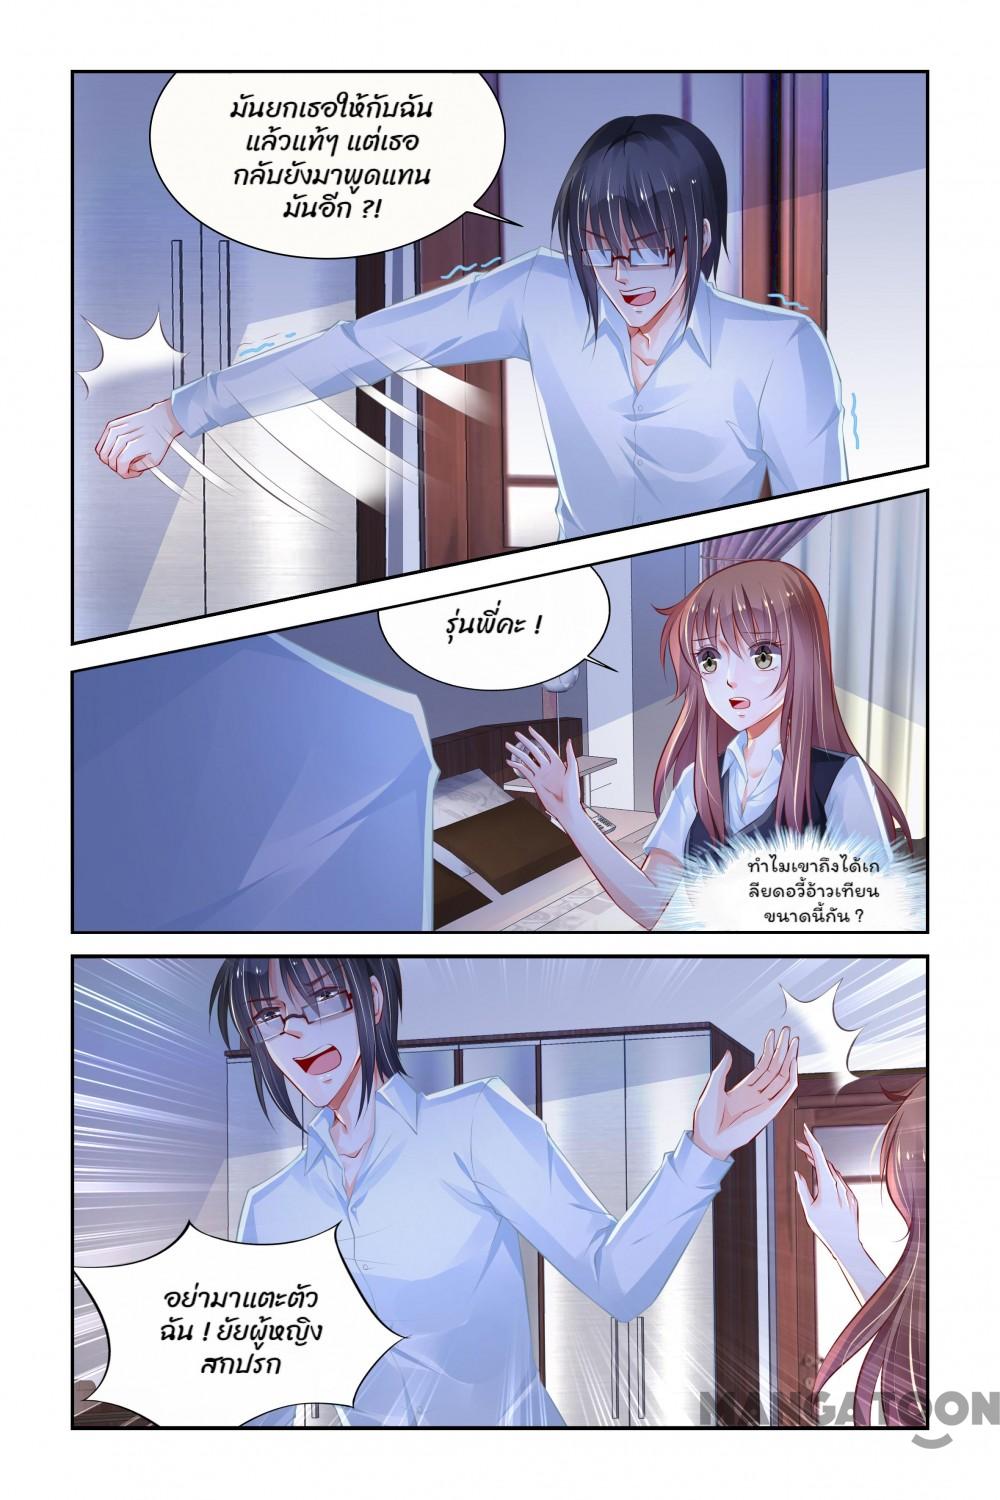 มันยกเธอให้กับฉัน
แล้วแท้ๆ แต่เธอ
กลับยังมาพูดแทน
มันอีก ?!
รุ่นพี่คะ !
ทำไมเขาถึงได้เก
ลียดอวี้อ้าวเทียน
ขนาดนี้กัน ?
อย่ามาแตะตัว
ฉัน ! ยัยผู้หญิง
สกปรก
MANGATOON